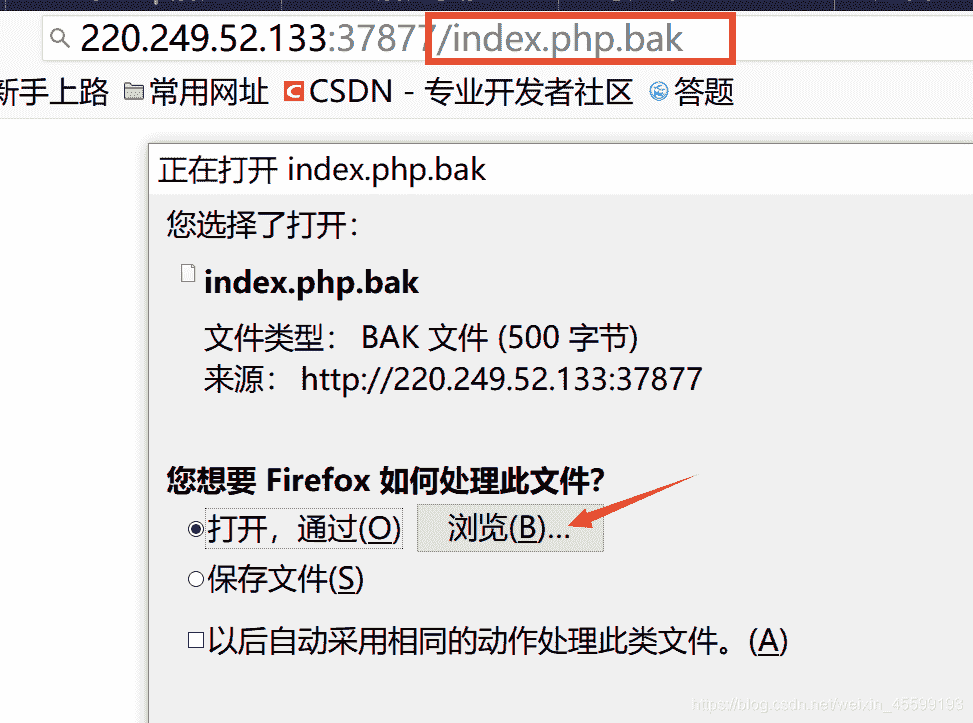 220.249.52.133:37877/index.php.bak
新手上路 常用网址 CSDN - 专业开发者社区 答题
正在打开 index.php.bak
您选择了打开：
index.php.bak
文件类型： BAK 文件 (500 字节)
来源： http://220.249.52.133:37877
您想要 Firefox 如何处理此文件？
打开，通过(O) 浏览(B)...
保存文件(S)
以后自动采用相同的动作处理此类文件。(A)
https://blog.csdn.net/weixin_45599193